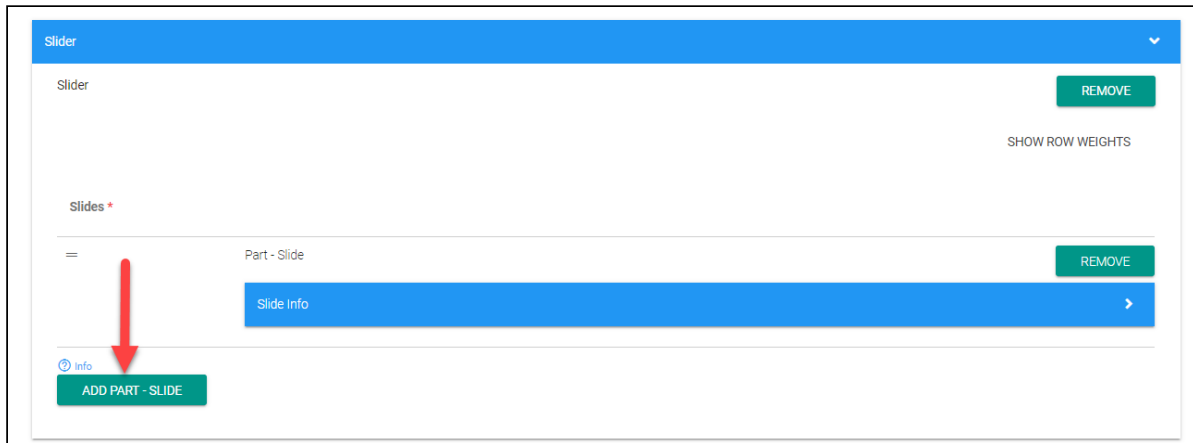 Slider
Slider
REMOVE
SHOW ROW WEIGHTS
Slides *
Part - Slide
REMOVE
Slide Info
Info
ADD PART - SLIDE